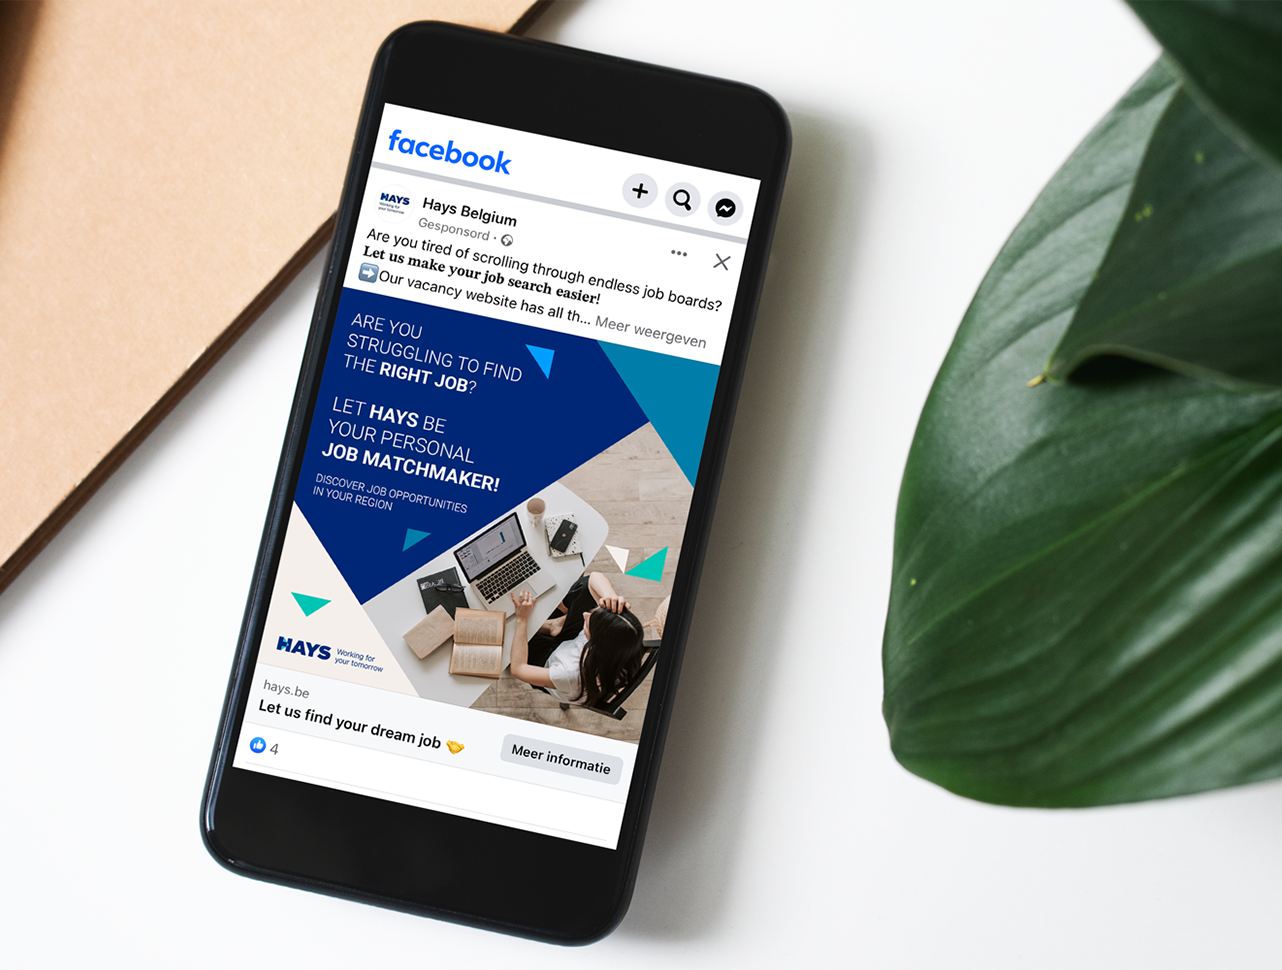 facebook
HAYS
Working for
your tomorrow
Hays Belgium
Gesponsord
Are you tired of scrolling through endless job boards?
Let us make your job search easier!
➡️Our vacancy website has all th... Meer weergeven
ARE YOU
STRUGGLING TO FIND
THE RIGHT JOB?
LET HAYS BE
YOUR PERSONAL
JOB MATCHMAKER!
DISCOVER JOB OPPORTUNITIES
IN YOUR REGION
HAYS Working for
your tomorrow
hays.be
Let us find your dream job 🤝
Meer informatie
4